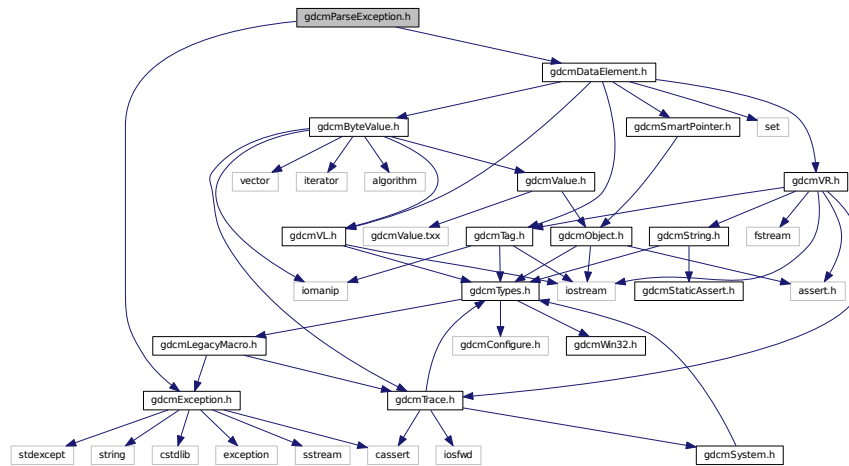 gdcmParseException.h
gdcmDataElement.h
gdcmByteValue.h
gdcmSmartPointer.h
set
vector
iterator
algorithm
gdcmValue.h
gdcmVR.h
gdcmVL.h
gdcmValue.txx
gdcmTag.h
gdcmObject.h
gdcmString.h
fstream
iomanip
gdcmTypes.h
iostream
gdcmStaticAssert.h
assert.h
gdcmLegacyMacro.h
gdcmConfigure.h
gdcmWin32.h
gdcmException.h
gdcmTrace.h
stdexcept
string
cstdlib
exception
sstream
cassert
iosfwd
gdcmSystem.h